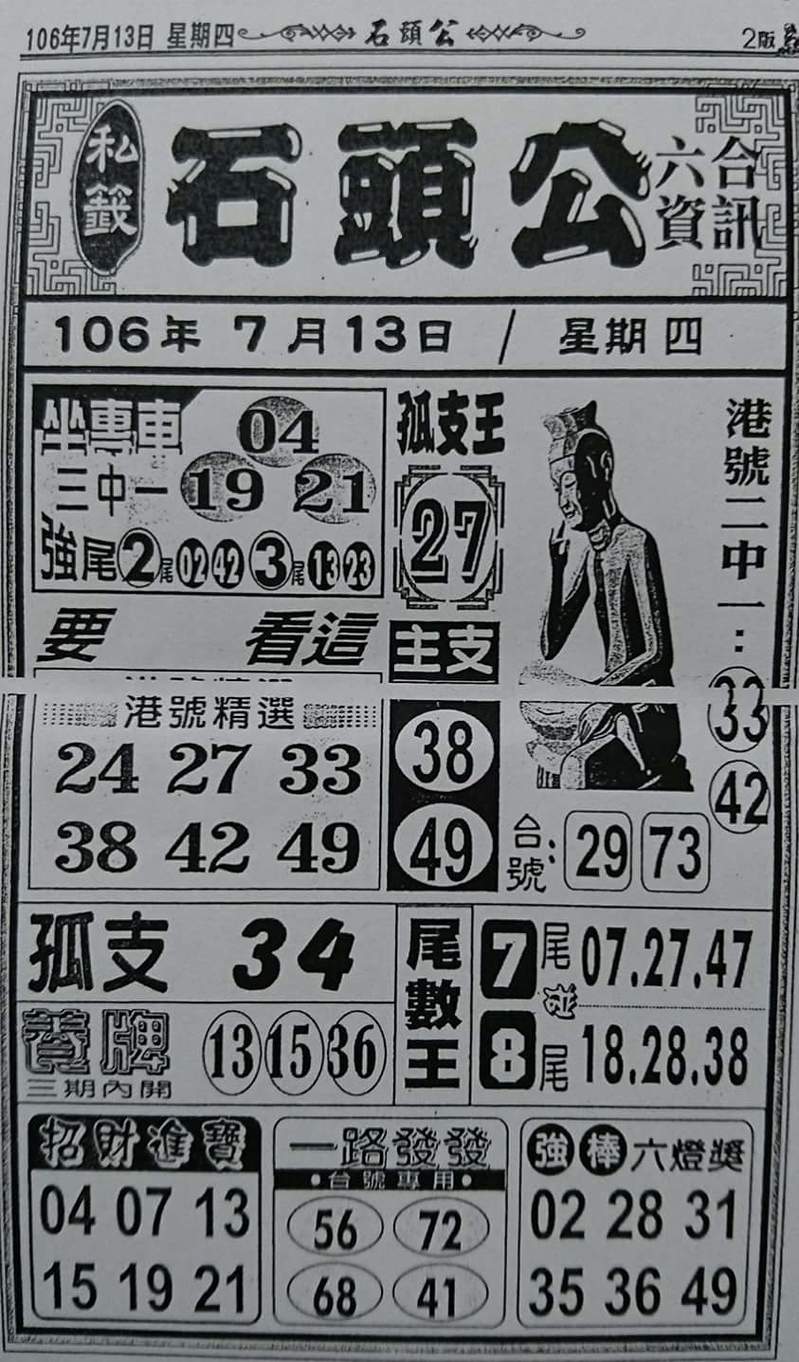 106年7月13日 星期四
石頭公
2版
私籤
石頭公
六合
資訊
106年 7月13日 / 星期四
坐專車
04
三中一 19 21
強尾 2尾 02 42 3尾 13 23
孤支王
27
主支
38
49
港號二中一：
33
42
要 看這
港號精選
24 27 33
38 42 49
台號：29 73
孤支 34
養牌
三期內開
13 15 36
尾數王
7尾 07.27.47
碰
8尾 18.28.38
招財進寶
04 07 13
15 19 21
一路發發
•台號專用•
56 72
68 41
強棒六燈獎
02 28 31
35 36 49